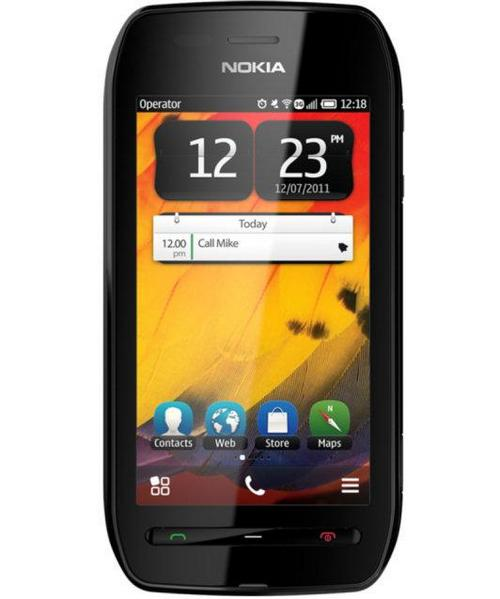 NOKIA
Operator 3G 12:18
12 23 PM
12/07/2011
Today
12.00 Call Mike
pm
Contacts Web Store Maps
N